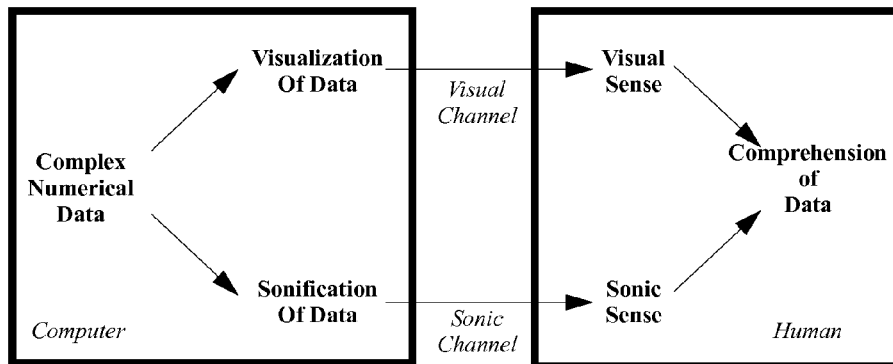 Visualization
Of Data
Visual
Channel
Visual
Sense
Complex
Numerical
Data
Comprehension
of
Data
Sonification
Of Data
Sonic
Channel
Sonic
Sense
Computer
Human